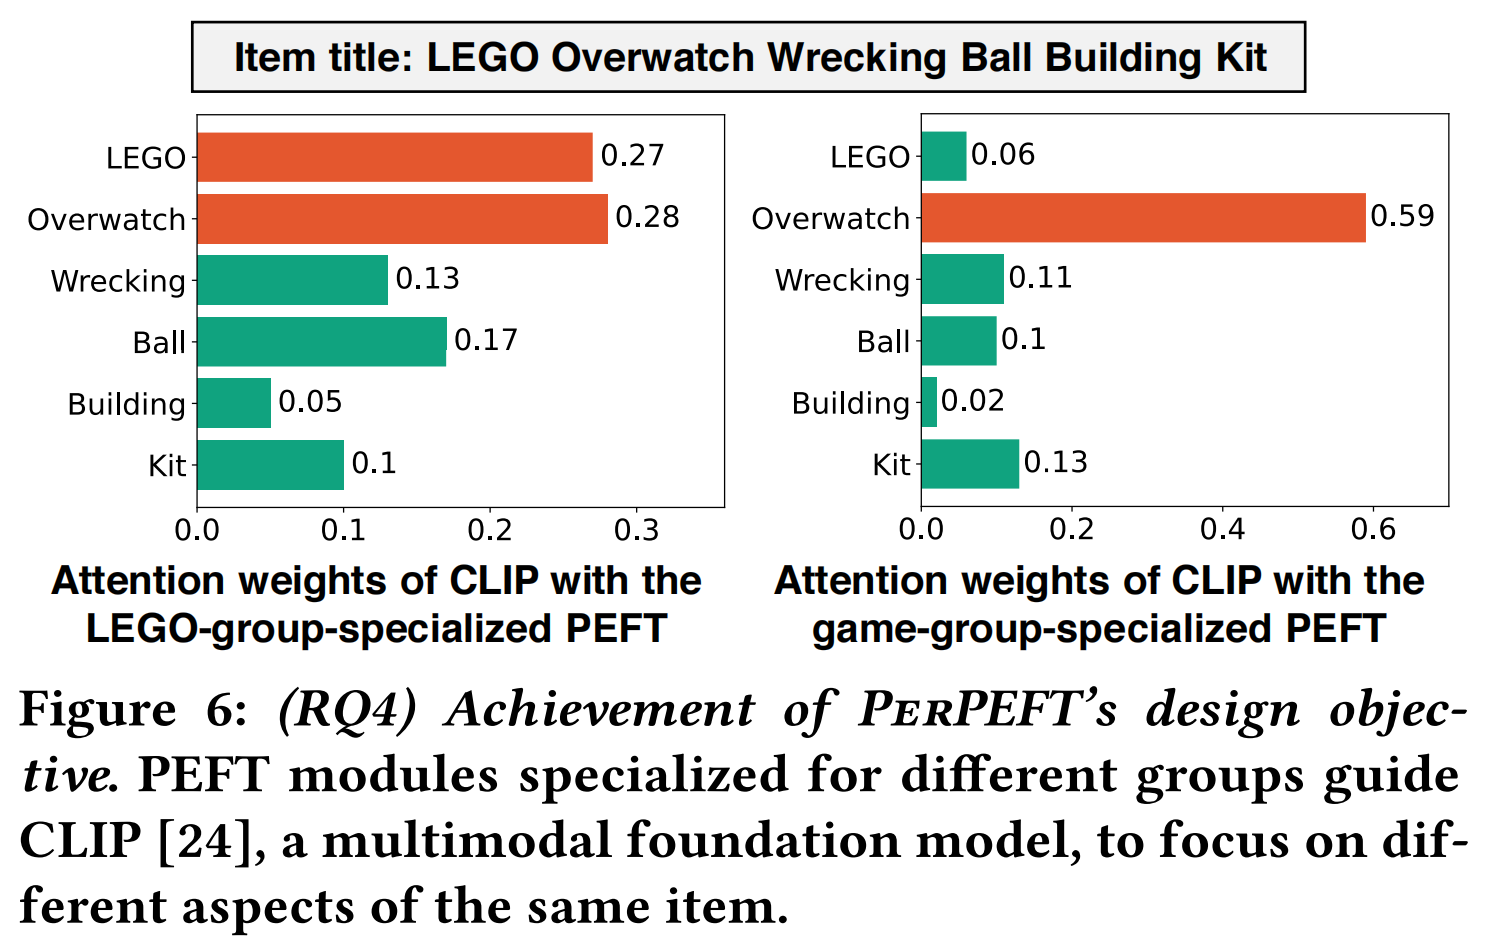 Item title: LEGO Overwatch Wrecking Ball Building Kit
LEGO
0.27
Overwatch
0.28
Wrecking
0.13
Ball
0.17
Building
0.05
Kit
0.1
0.0 0.1 0.2 0.3
Attention weights of CLIP with the
LEGO-group-specialized PEFT
LEGO
0.06
Overwatch
0.59
Wrecking
0.11
Ball
0.1
Building
0.02
Kit
0.13
0.0 0.2 0.4 0.6
Attention weights of CLIP with the
game-group-specialized PEFT
Figure 6: (RQ4) Achievement of PERPEFT's design objec-
tive. PEFT modules specialized for different groups guide
CLIP [24], a multimodal foundation model, to focus on dif-
ferent aspects of the same item.